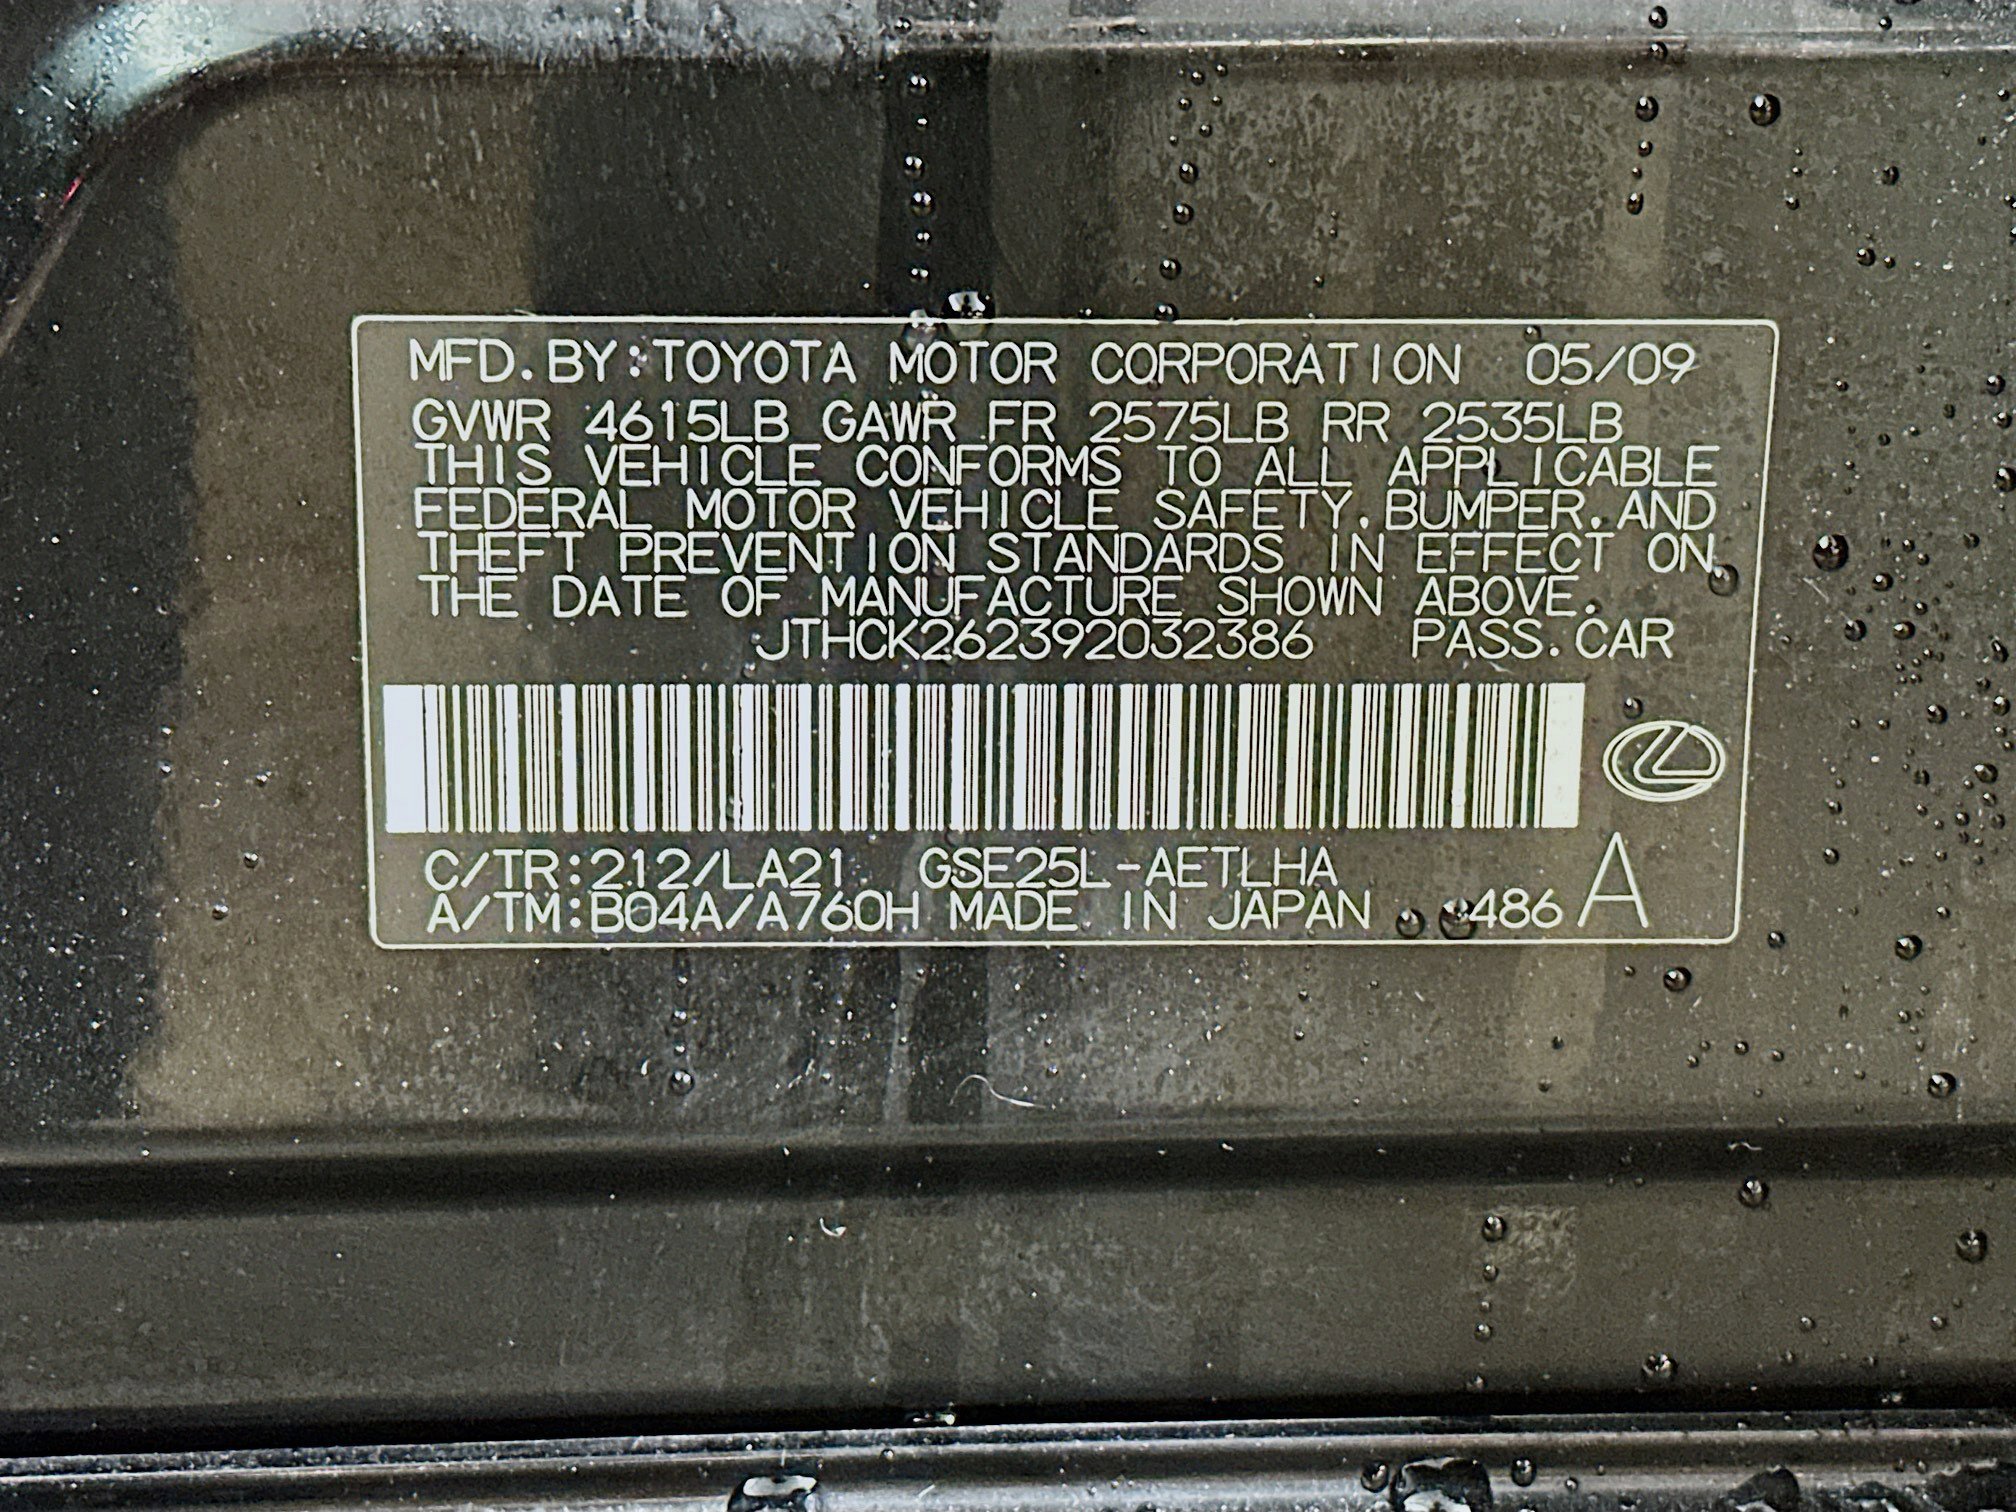 MFD.BY:TOYOTA MOTOR CORPORATION 05/09
GVWR 4615LB GAWR FR 2575LB RR 2535LB
THIS VEHICLE CONFORMS TO ALL APPLICABLE
FEDERAL MOTOR VEHICLE SAFETY,BUMPER,AND
THEFT PREVENTION STANDARDS IN EFFECT ON
THE DATE OF MANUFACTURE SHOWN ABOVE.
JTHCK262392032386 PASS.CAR
C/TR:212/LA21 GSE25L-AETLHA
A/TM:B04A/A760H MADE IN JAPAN 486 A